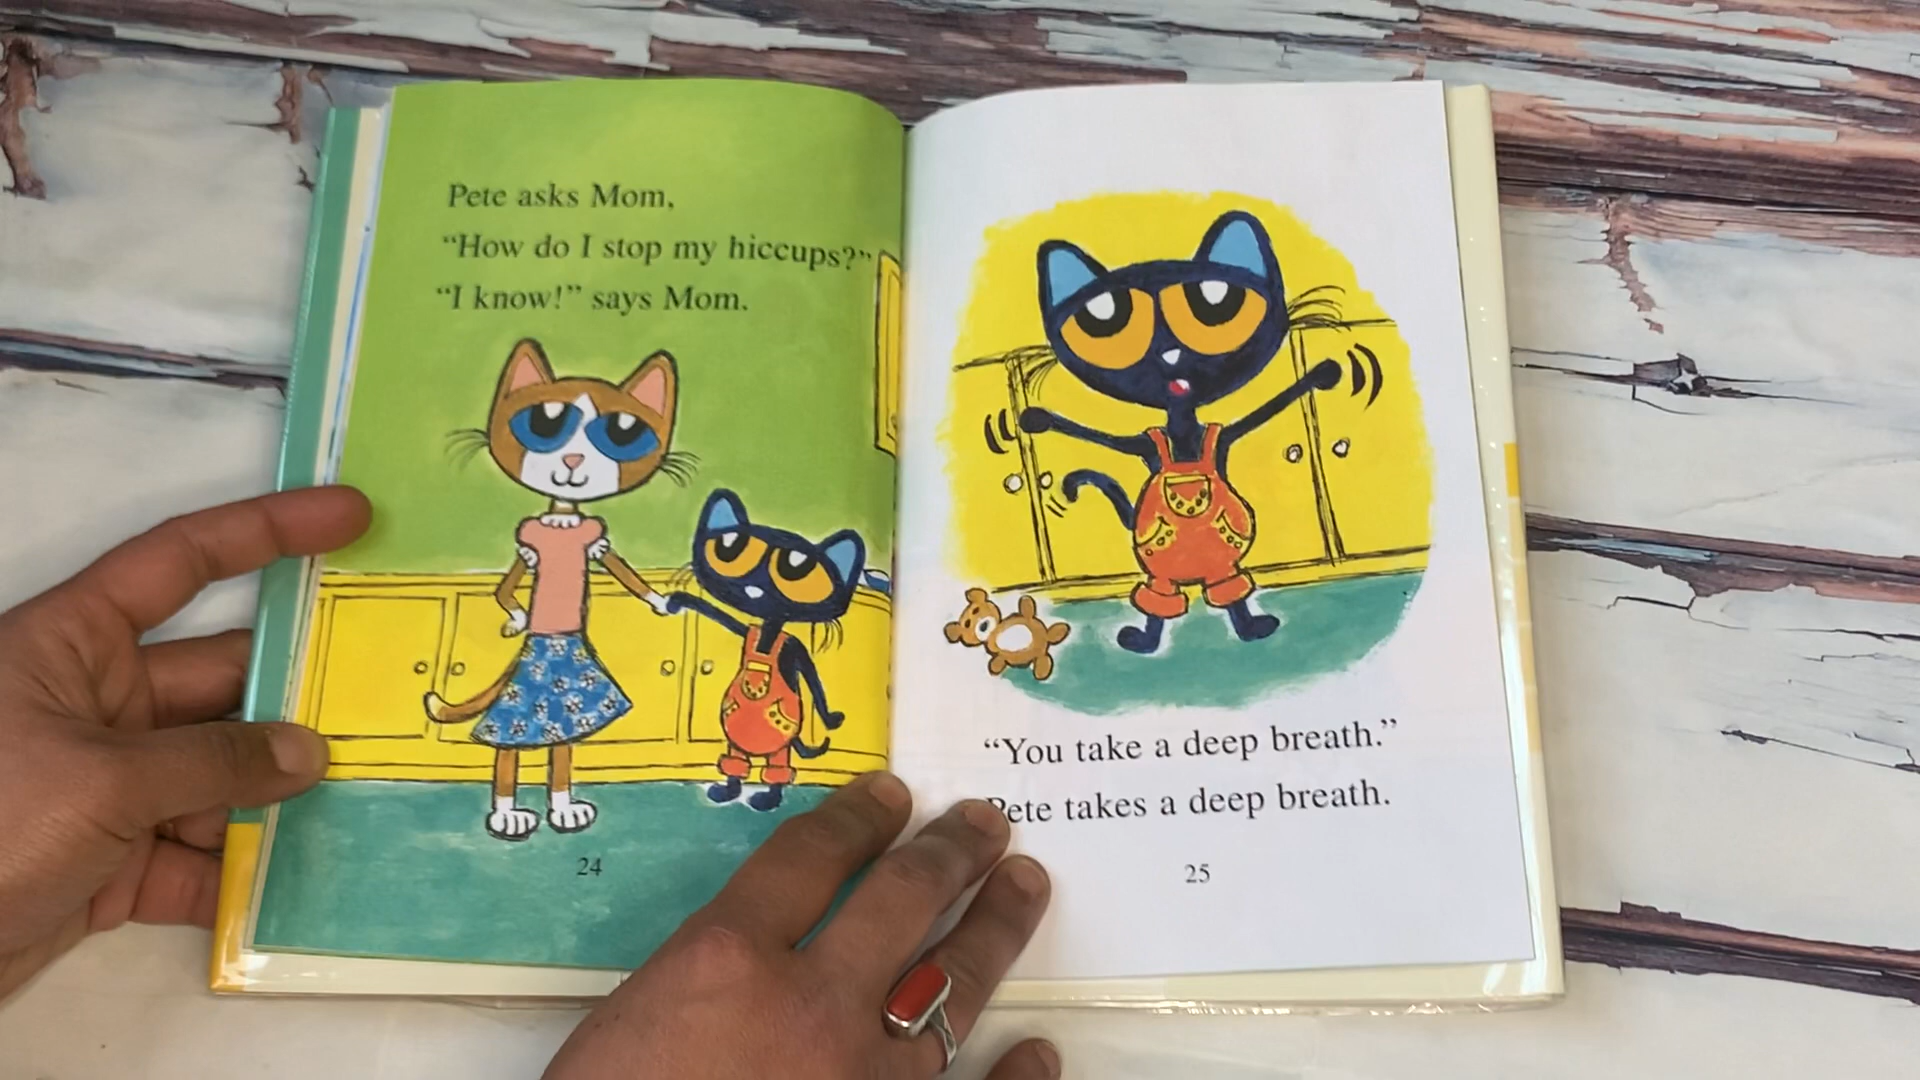 Pete asks Mom,
“How do I stop my hiccups?”
“I know!” says Mom.
24
“You take a deep breath.”
Pete takes a deep breath.
25